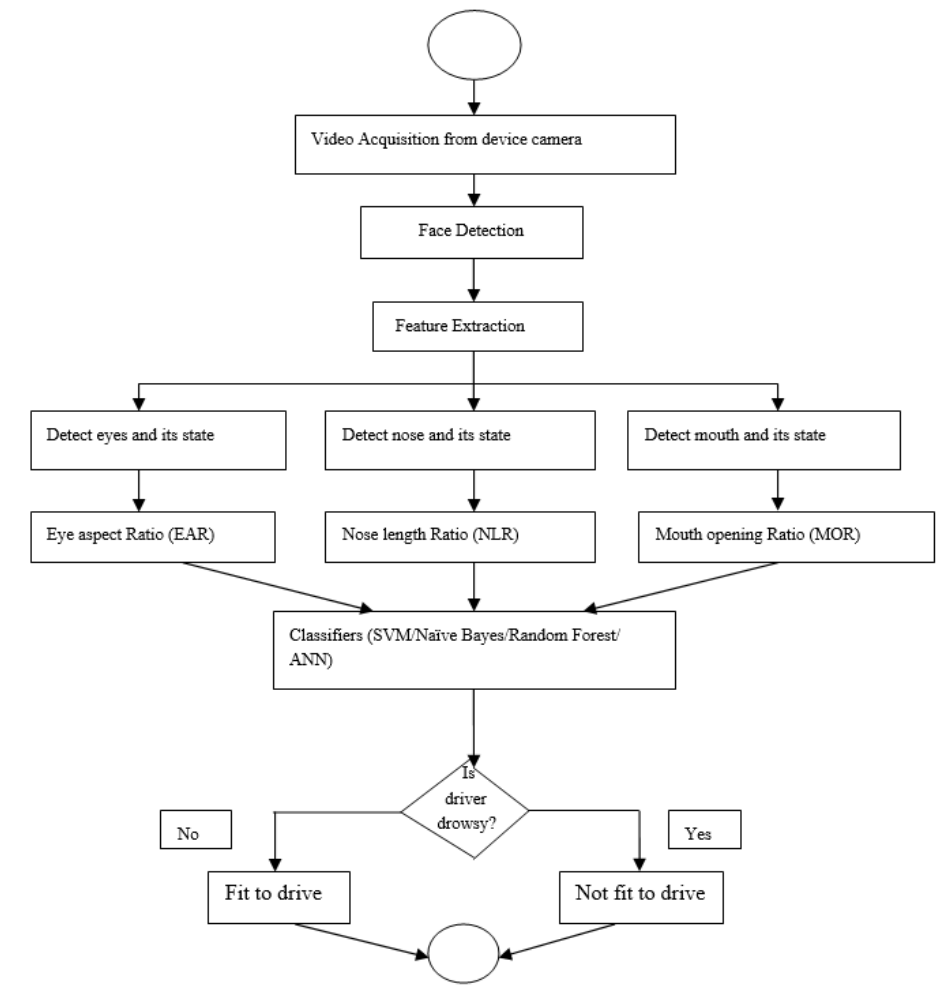 Video Acquisition from device camera
Face Detection
Feature Extraction
Detect eyes and its state
Detect nose and its state
Detect mouth and its state
Eye aspect Ratio (EAR)
Nose length Ratio (NLR)
Mouth opening Ratio (MOR)
Classifiers (SVM/Naïve Bayes/Random Forest/
ANN)
Is
driver
drowsy?
No
Yes
Fit to drive
Not fit to drive